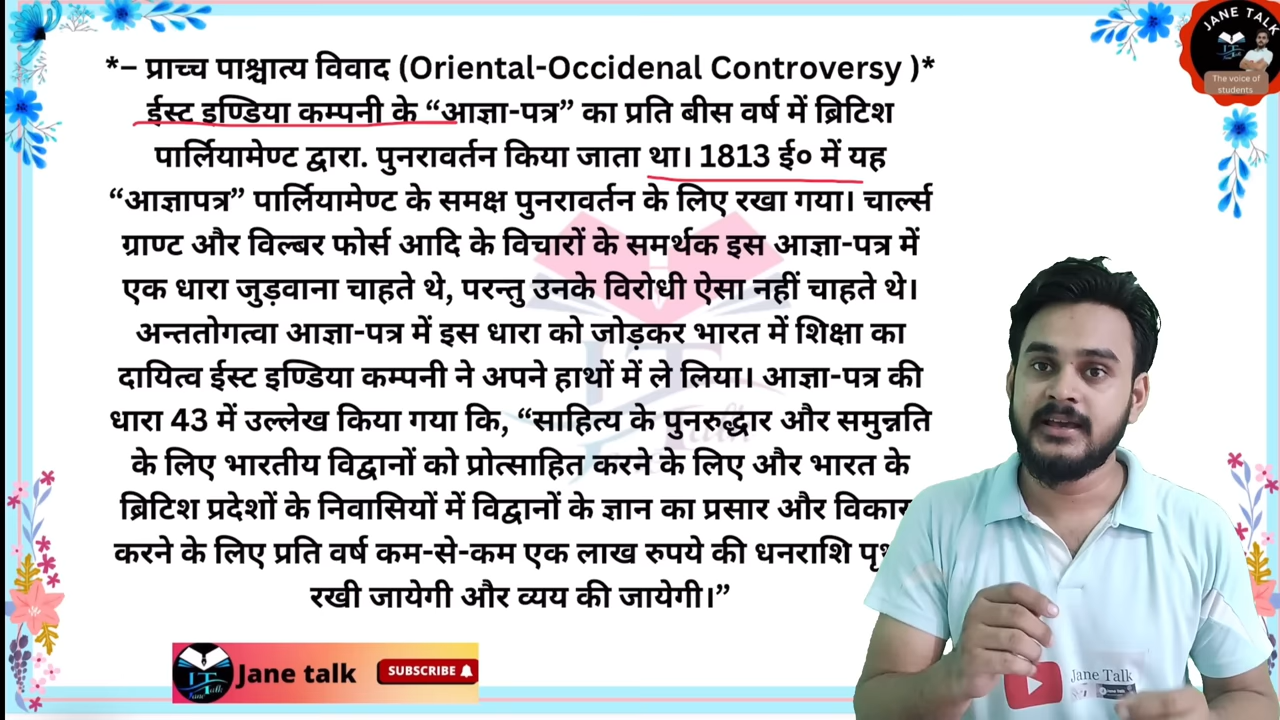 *– प्राच्य पाश्चात्य विवाद (Oriental-Occidenal Controversy )*
ईस्ट इण्डिया कम्पनी के “आज्ञा-पत्र” का प्रति बीस वर्ष में ब्रिटिश
पार्लियामेण्ट द्वारा. पुनरावर्तन किया जाता था। 1813 ई० में यह
“आज्ञापत्र” पार्लियामेण्ट के समक्ष पुनरावर्तन के लिए रखा गया। चार्ल्स
ग्राण्ट और विल्बर फोर्स आदि के विचारों के समर्थक इस आज्ञा-पत्र में
एक धारा जुड़वाना चाहते थे, परन्तु उनके विरोधी ऐसा नहीं चाहते थे।
अन्ततोगत्वा आज्ञा-पत्र में इस धारा को जोड़कर भारत में शिक्षा का
दायित्व ईस्ट इण्डिया कम्पनी ने अपने हाथों में ले लिया। आज्ञा-पत्र की
धारा 43 में उल्लेख किया गया कि, “साहित्य के पुनरुद्धार और समुन्नति
के लिए भारतीय विद्वानों को प्रोत्साहित करने के लिए और भारत के
ब्रिटिश प्रदेशों के निवासियों में विद्वानों के ज्ञान का प्रसार और
करने के लिए प्रति वर्ष कम-से-कम एक लाख रुपये की धनराशि
रखी जायेगी और व्यय की जायेगी।”
JANE TALK
The voice of
students
Jane talk
SUBSCRIBE
Jane Talk